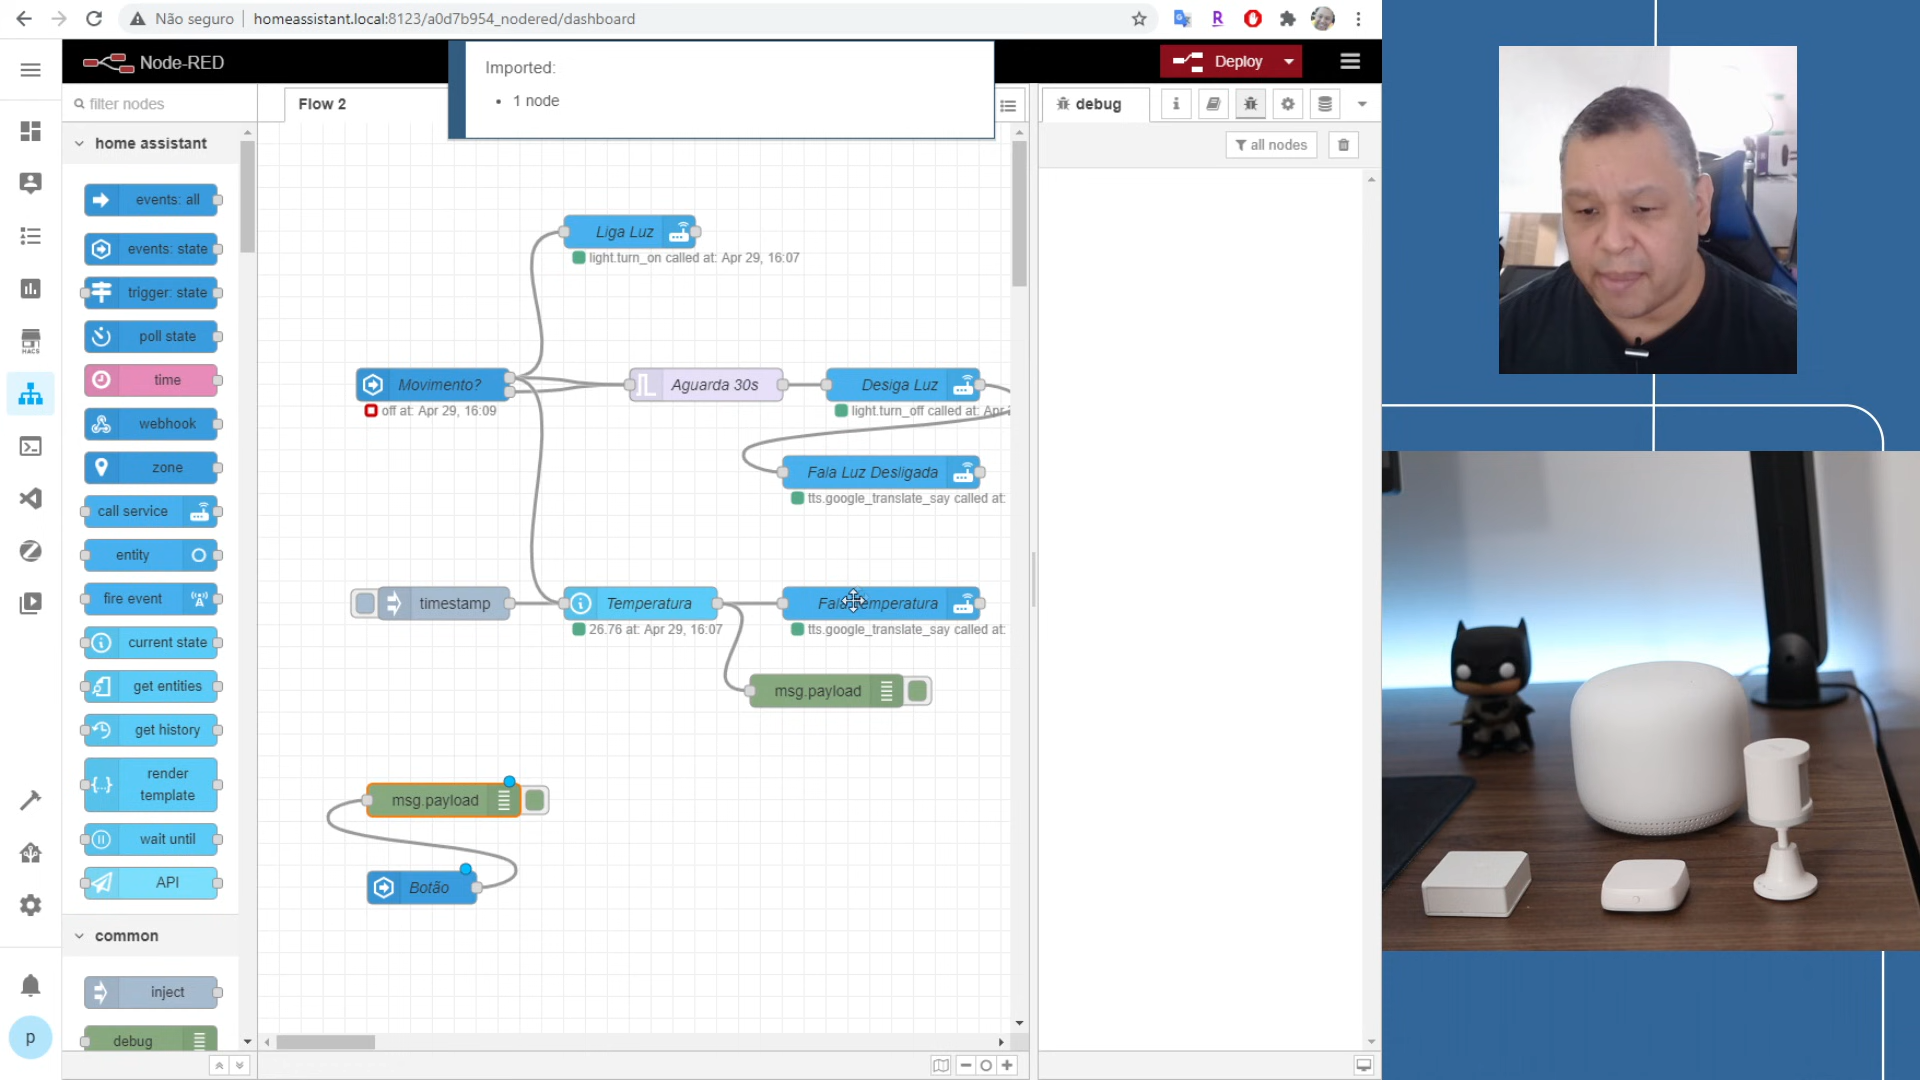 Não seguro
homeassistant.local:8123/a0d7b954_nodered/dashboard
Node-RED
Imported:
1 node
Deploy
filter nodes
Flow 2
debug
all nodes
home assistant
events: all
events: state
trigger: state
poll state
time
webhook
zone
call service
entity
fire event
current state
get entities
get history
render
template
wait until
API
common
inject
debug
HACS
p
Liga Luz
light.turn_on called at: Apr 29, 16:07
Movimento?
off at: Apr 29, 16:09
Aguarda 30s
Desiga Luz
light.turn_off called at: Apr
Fala Luz Desligada
tts.google_translate_say called at:
timestamp
Temperatura
26.76 at: Apr 29, 16:07
Fala Temperatura
tts.google_translate_say called at:
msg.payload
msg.payload
Botão